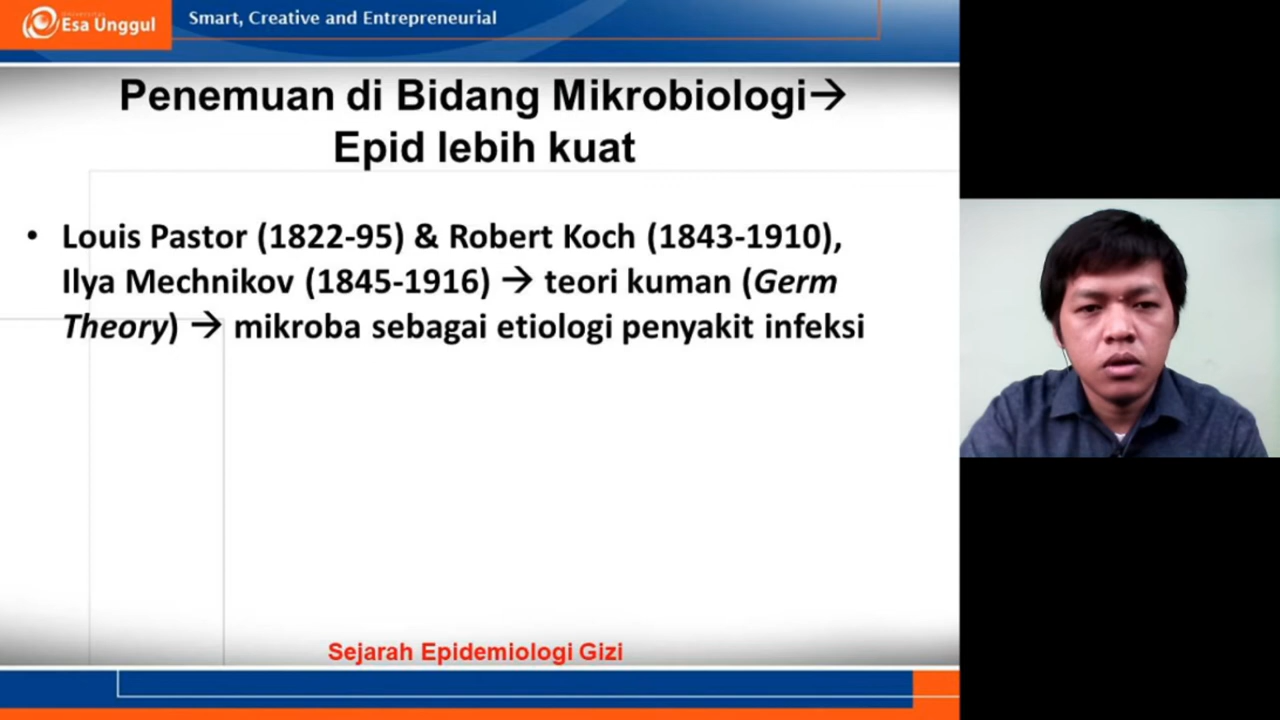 Universitas
Esa Unggul
Smart, Creative and Entrepreneurial
Penemuan di Bidang Mikrobiologi→
Epid lebih kuat
• Louis Pastor (1822-95) & Robert Koch (1843-1910),
Ilya Mechnikov (1845-1916) → teori kuman (Germ
Theory) → mikroba sebagai etiologi penyakit infeksi
Sejarah Epidemiologi Gizi